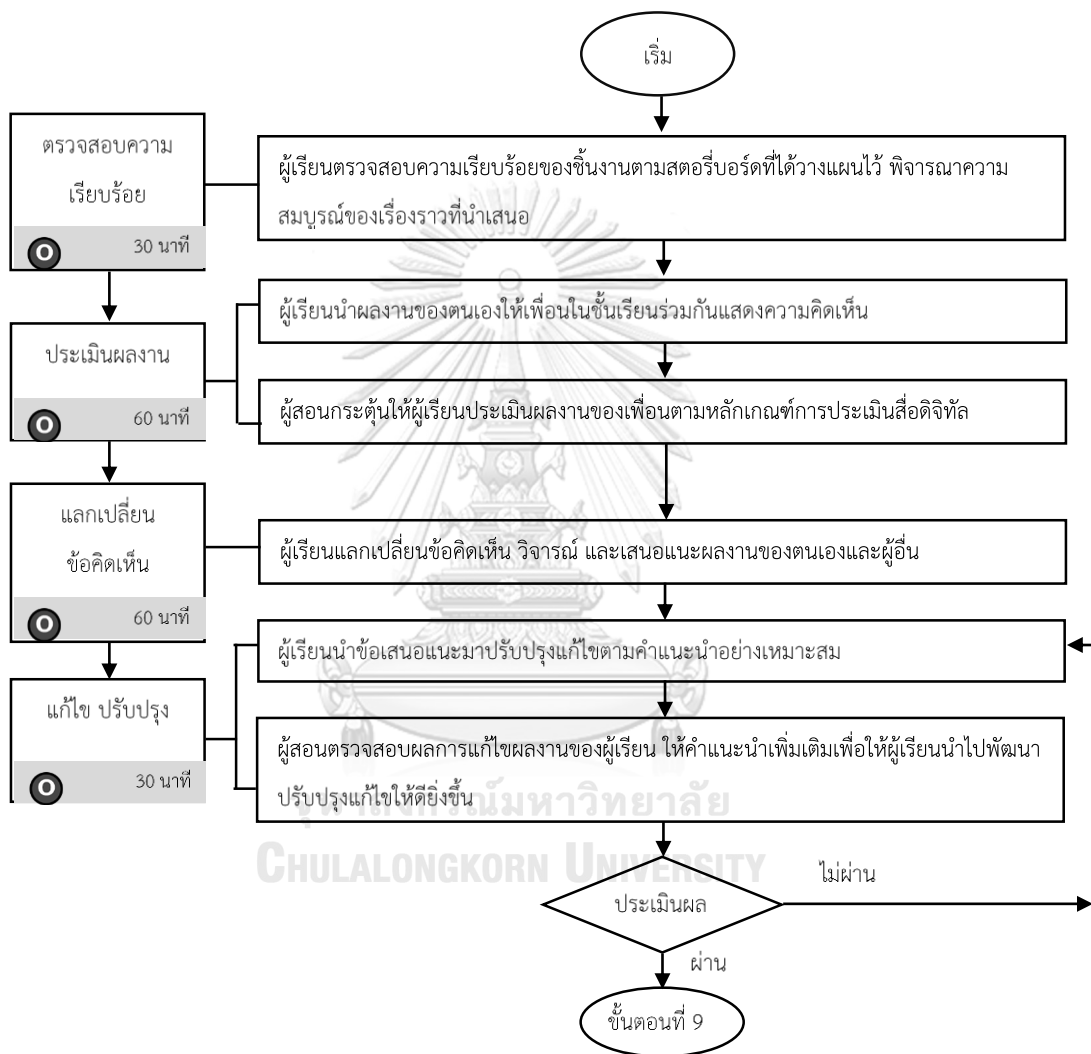 เริ่ม
ตรวจสอบความ
เรียบร้อย
O 30 นาที
ผู้เรียนตรวจสอบความเรียบร้อยของชิ้นงานตามสตอรี่บอร์ดที่ได้วางแผนไว้ พิจารณาความ
สมบูรณ์ของเรื่องราวที่นำเสนอ
ประเมินผลงาน
O 60 นาที
ผู้เรียนนำผลงานของตนเองให้เพื่อนในชั้นเรียนร่วมกันแสดงความคิดเห็น
ผู้สอนกระตุ้นให้ผู้เรียนประเมินผลงานของเพื่อนตามหลักเกณฑ์การประเมินสื่อดิจิทัล
แลกเปลี่ยน
ข้อคิดเห็น
O 60 นาที
ผู้เรียนแลกเปลี่ยนข้อคิดเห็น วิจารณ์ และเสนอแนะผลงานของตนเองและผู้อื่น
แก้ไข ปรับปรุง
O 30 นาที
ผู้เรียนนำข้อเสนอแนะมาปรับปรุงแก้ไขตามคำแนะนำอย่างเหมาะสม
ผู้สอนตรวจสอบผลการแก้ไขผลงานของผู้เรียน ให้คำแนะนำเพิ่มเติมเพื่อให้ผู้เรียนนำไปพัฒนา
ปรับปรุงแก้ไขให้ดียิ่งขึ้น
จุฬาลงกรณ์มหาวิทยาลัย
CHULALONGKORN UNIVERSITY
ประเมินผล
ไม่ผ่าน
ผ่าน
ขั้นตอนที่ 9